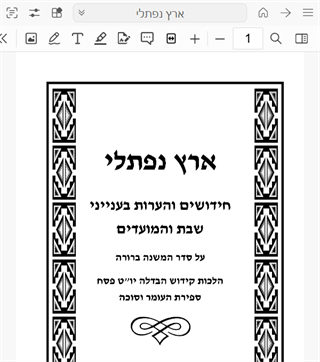 ארץ נפתלי
1
ארץ נפתלי
חידושים והערות בענייני
שבת והמועדים
על סדר המשנה ברורה
הלכות קידוש הבדלה יו״ט פסח
ספירת העומר וסוכה